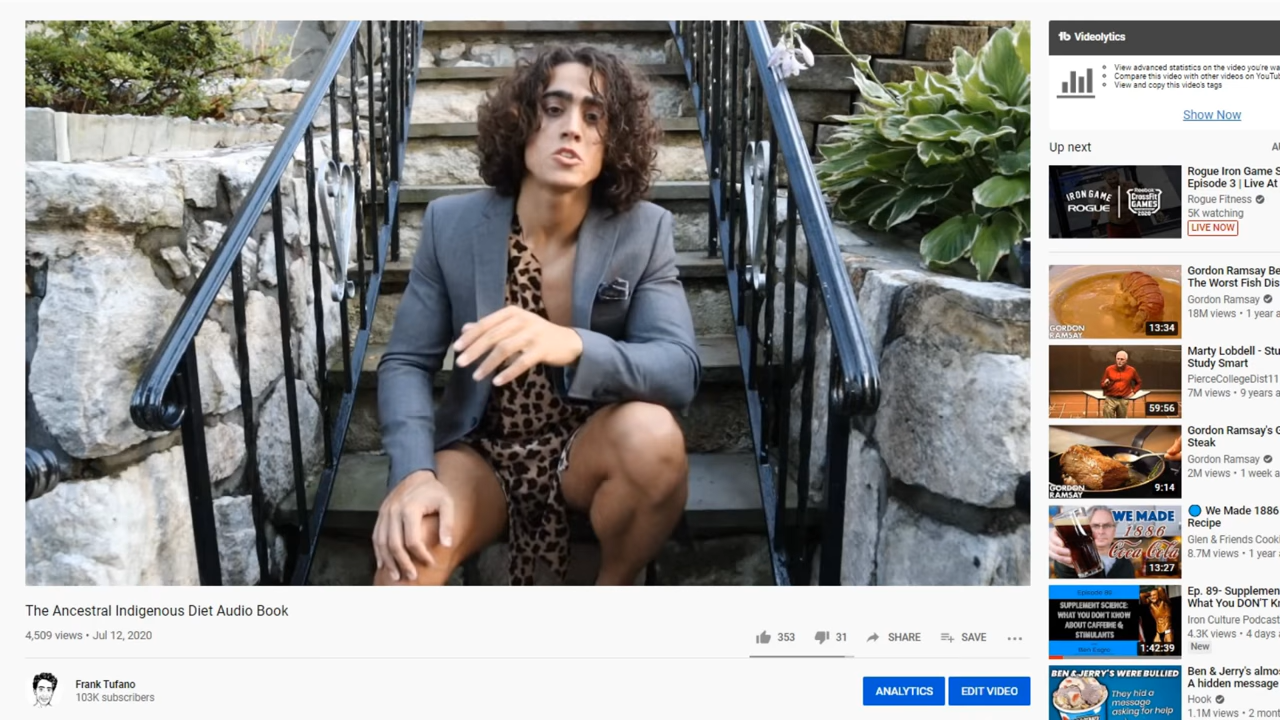 The Ancestral Indigenous Diet Audio Book
4,509 views • Jul 12, 2020
353
31
SHARE
SAVE
Frank Tufano
103K subscribers
ANALYTICS
EDIT VIDEO
Videolytics
View advanced statistics on the video you're
Compare this video with other videos on
View and copy this video's tags
Show Now
Up next
IRON GAME
ROGUE
Reebok
CrossFit
GAMES
2020
Rogue Iron Game
Episode 3 | Live At
Rogue Fitness
5K watching
LIVE NOW
GORDON
RAMSAY
13:34
Gordon Ramsay
The Worst Fish
Gordon Ramsay
18M views • 1 year
59:56
Marty Lobdell -
Study Smart
PierceCollegeDist11
7M views • 9 years
GORDON
RAMSAY
9:14
Gordon Ramsay's
Steak
Gordon Ramsay
2M views • 1 week
WE MADE
1886
Coca Cola
13:27
We Made 1886
Recipe
Glen & Friends
8.7M views • 1 year
Episode 89
SUPPLEMENT SCIENCE:
WHAT YOU DON'T KNOW
ABOUT CAFFEINE &
STIMULANTS
1:42:39
Ep. 89-
What You DON'T
Iron Culture Podcast
4.3K views • 4 days
New
BEN & JERRY'S WERE BULLIED
They hid a
message
asking for help
Ben & Jerry's
A hidden message
Hook
1.1M views • 2